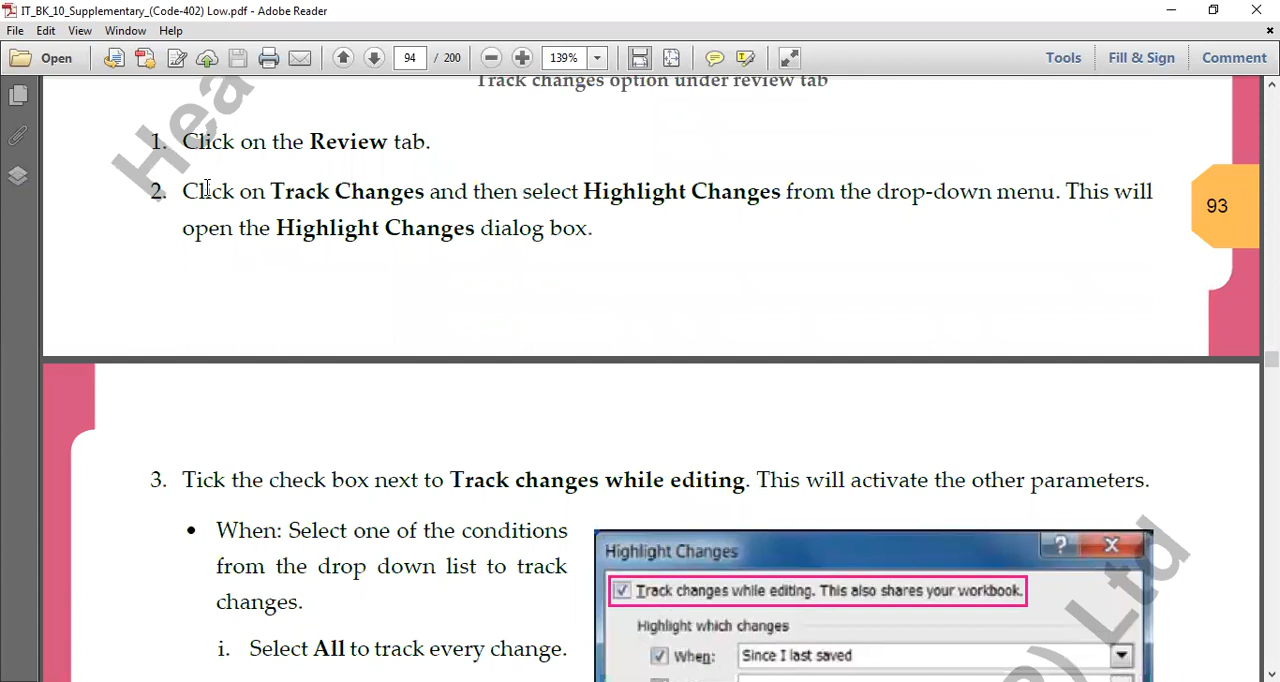 IT_BK_10_Supplementary_(Code-402) Low.pdf - Adobe Reader
File Edit View Window Help
Open 94 / 200 139% Tools Fill & Sign Comment
Track changes option under review tab
Hea
1. Click on the Review tab.
2. Click on Track Changes and then select Highlight Changes from the drop-down menu. This will
open the Highlight Changes dialog box.
93
3. Tick the check box next to Track changes while editing. This will activate the other parameters.
• When: Select one of the conditions
from the drop down list to track
changes.
i. Select All to track every change.
Highlight Changes
Track changes while editing. This also shares your workbook.
Highlight which changes
When: Since I last saved
) Ltd